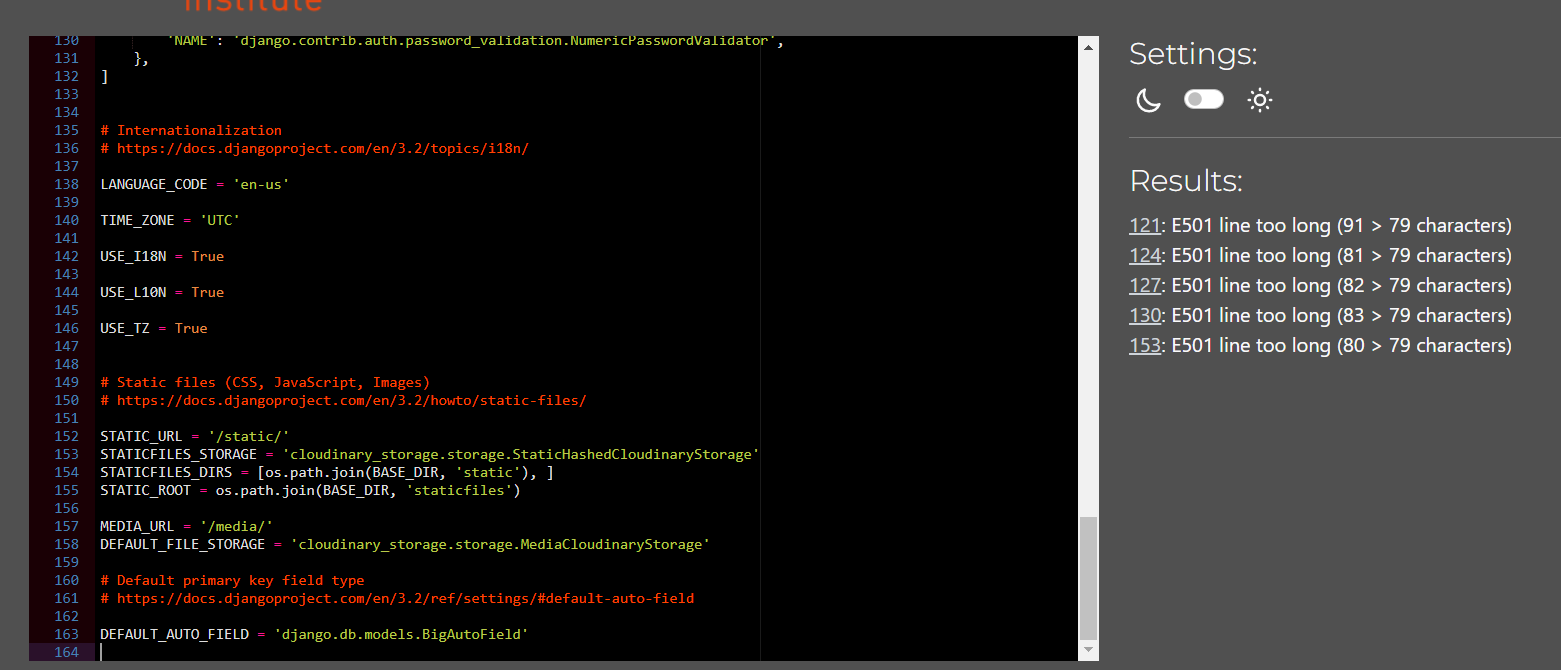 Institute
130 'NAME': 'django.contrib.auth.password_validation.NumericPasswordValidator',
131 },
132 ]
133
134
135 # Internationalization
136 # https://docs.djangoproject.com/en/3.2/topics/i18n/
137
138 LANGUAGE_CODE = 'en-us'
139
140 TIME_ZONE = 'UTC'
141
142 USE_I18N = True
143
144 USE_L10N = True
145
146 USE_TZ = True
147
148
149 # Static files (CSS, JavaScript, Images)
150 # https://docs.djangoproject.com/en/3.2/howto/static-files/
151
152 STATIC_URL = '/static/'
153 STATICFILES_STORAGE = 'cloudinary_storage.storage.StaticHashedCloudinaryStorage'
154 STATICFILES_DIRS = [os.path.join(BASE_DIR, 'static'), ]
155 STATIC_ROOT = os.path.join(BASE_DIR, 'staticfiles')
156
157 MEDIA_URL = '/media/'
158 DEFAULT_FILE_STORAGE = 'cloudinary_storage.storage.MediaCloudinaryStorage'
159
160 # Default primary key field type
161 # https://docs.djangoproject.com/en/3.2/ref/settings/#default-auto-field
162
163 DEFAULT_AUTO_FIELD = 'django.db.models.BigAutoField'
164
Settings:
Results:
121: E501 line too long (91 > 79 characters)
124: E501 line too long (81 > 79 characters)
127: E501 line too long (82 > 79 characters)
130: E501 line too long (83 > 79 characters)
153: E501 line too long (80 > 79 characters)